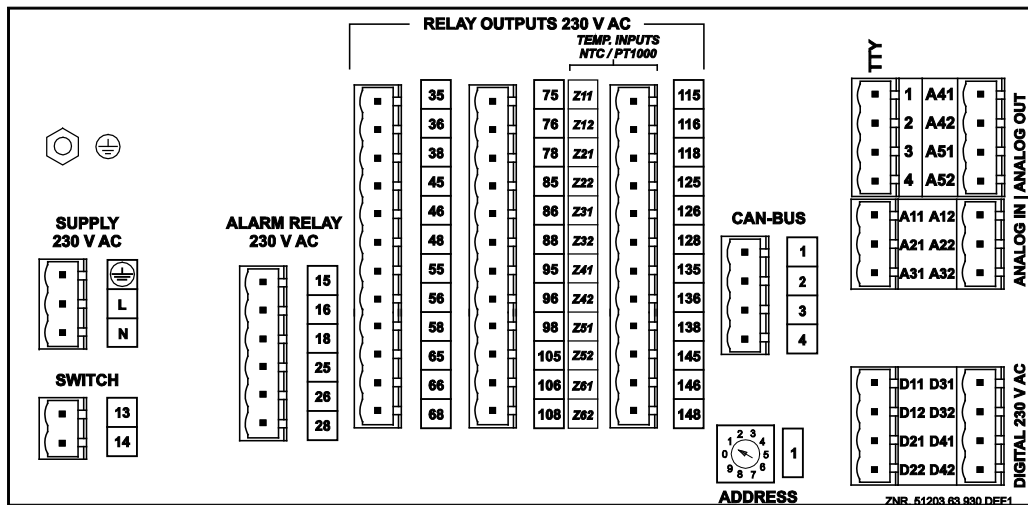 RELAY OUTPUTS 230 V AC
TEMP. INPUTS
NTC / PT1000
35 75 Z11 115
36 76 Z12 116
38 78 Z21 118
45 85 Z22 125
46 86 Z31 126
48 88 Z32 128
55 95 Z41 135
56 96 Z42 136
58 98 Z51 138
65 105 Z52 145
66 106 Z61 146
68 108 Z62 148
SUPPLY
230 V AC
L
N
SWITCH
13
14
ALARM RELAY
230 V AC
15
16
18
25
26
28
CAN-BUS
1
2
3
4
0 1 2 3 4 5 6 7 8 9
1
ADDRESS
TTY
1 A41
2 A42
3 A51
4 A52
A11 A12
A21 A22
A31 A32
ANALOG IN | ANALOG OUT
D11 D31
D12 D32
D21 D41
D22 D42
DIGITAL 230 V AC
ZNR. 51203 63 930 DEF1